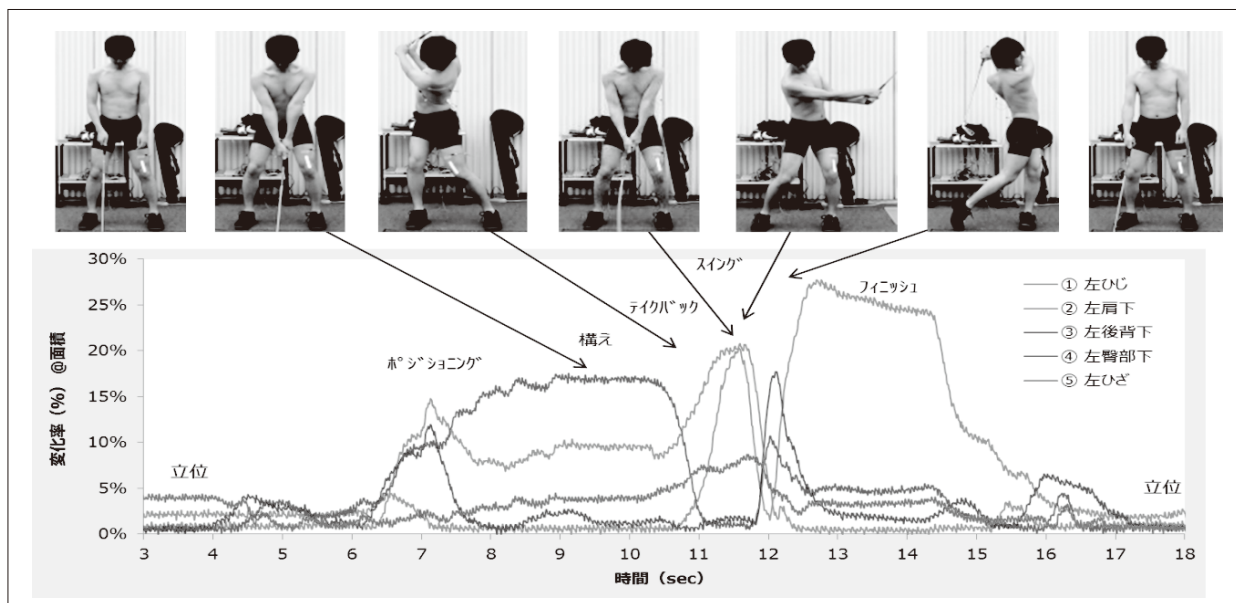 30%
25%
20%
15%
10%
5%
0%
変化率 (%) @面積
立位
ﾎﾟｼﾞｼｮﾆﾝｸﾞ
構え
ﾃｲｸﾊﾞｯｸ
ｽｲﾝｸﾞ
ﾌｨﾆｯｼｭ
① 左ひじ
② 左肩下
③ 左後背下
④ 左臀部下
⑤ 左ひざ
立位
3 4 5 6 7 8 9 10 11 12 13 14 15 16 17 18
時間 (sec)